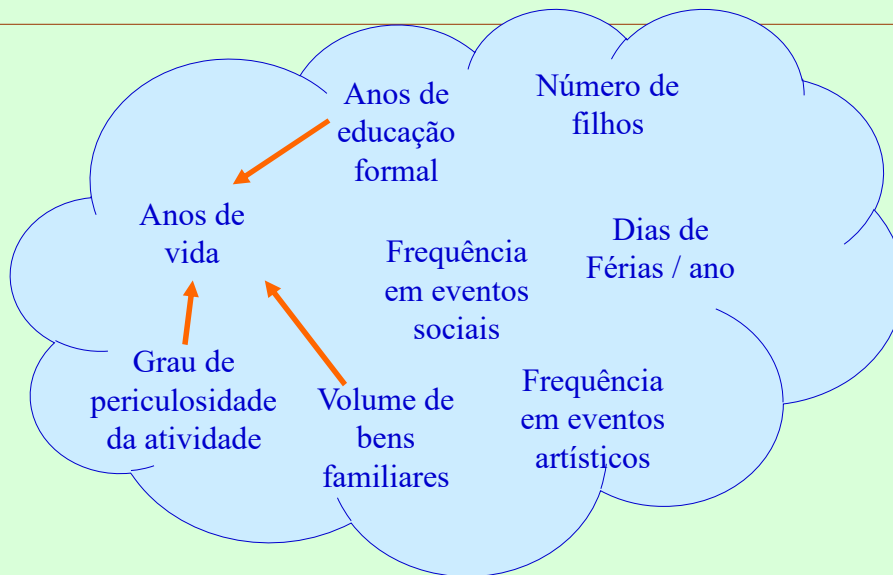 Anos de
educação
formal
Número de
filhos
Anos de
vida
Frequência
em eventos
sociais
Dias de
Férias / ano
Grau de
periculosidade
da atividade
Volume de
bens
familiares
Frequência
em eventos
artísticos